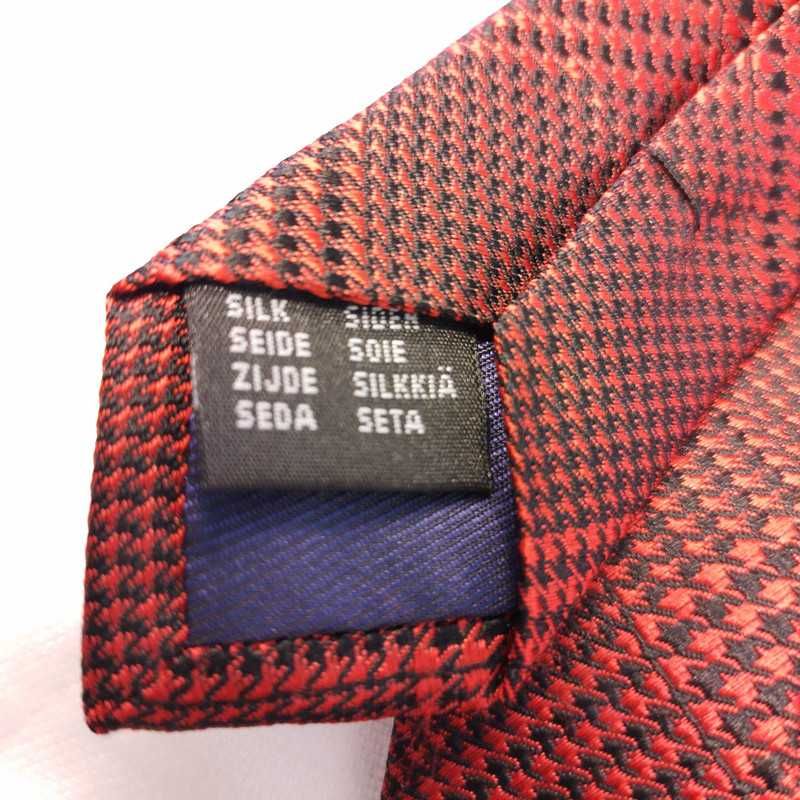 SILK SIDEN
SEIDE SOIE
ZIJDE SILKKIÄ
SEDA SETA